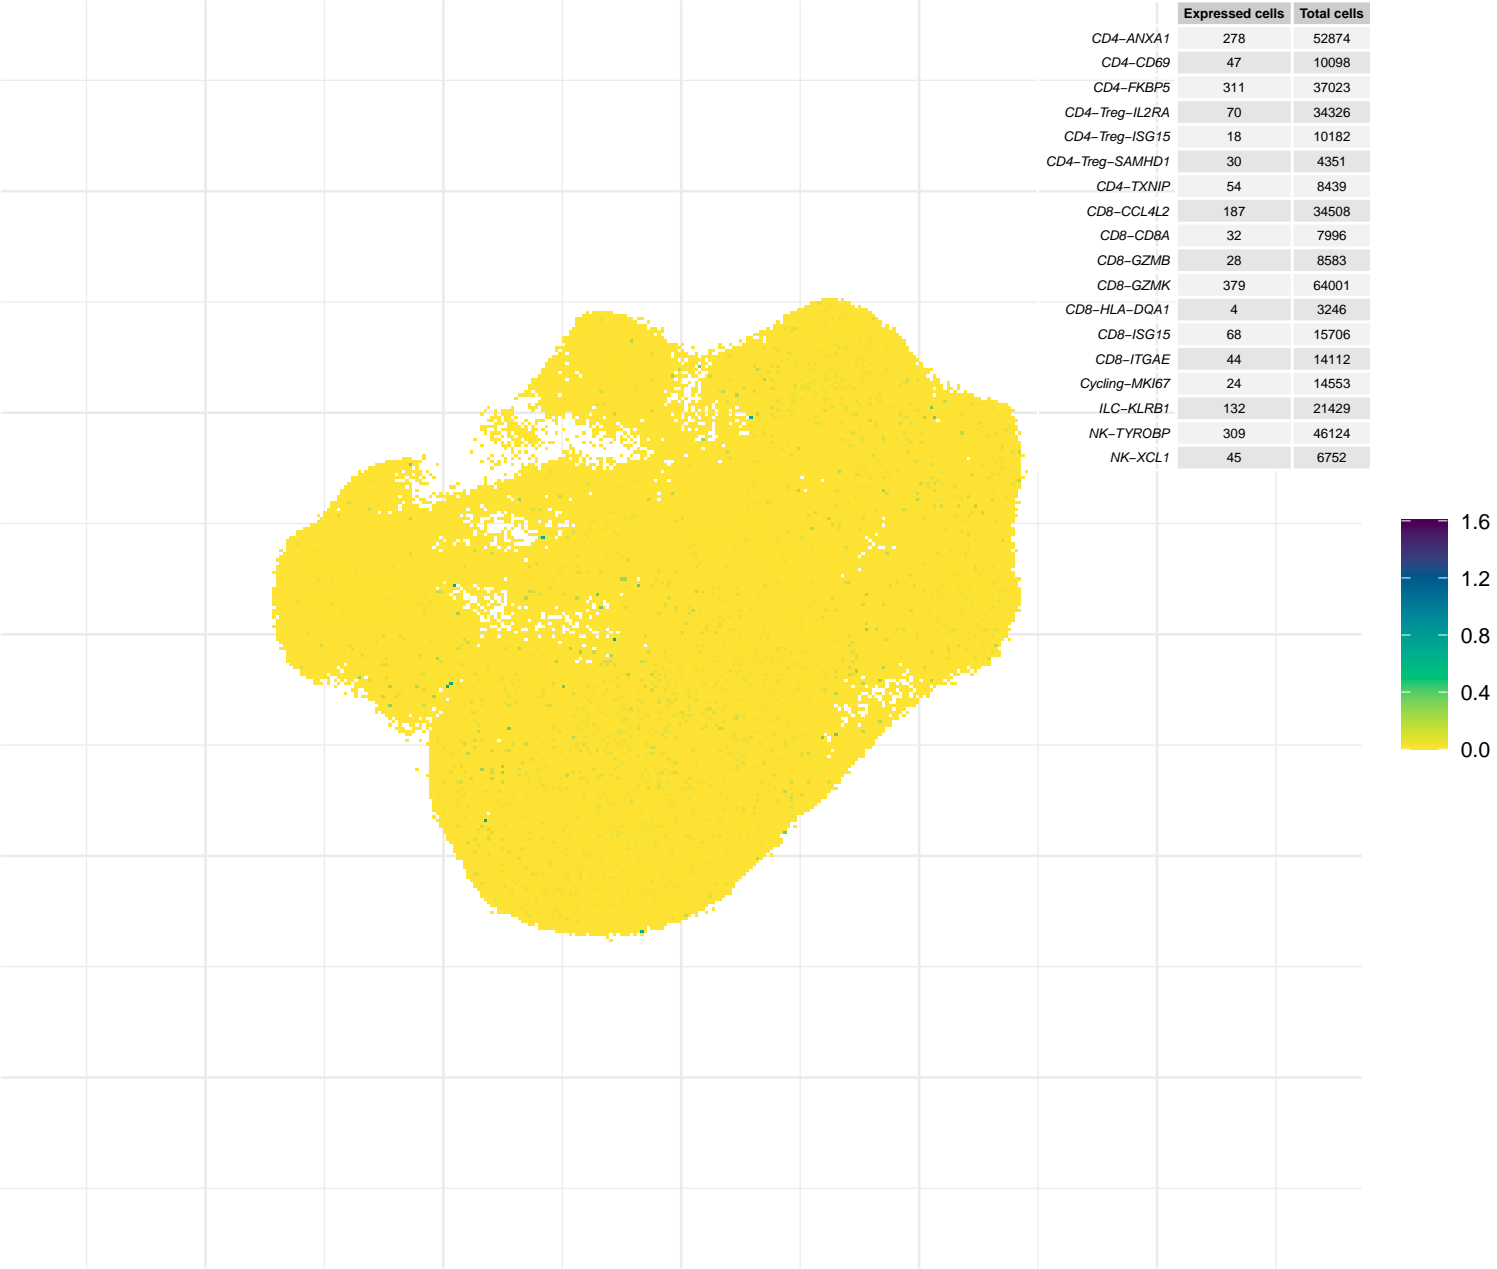 Expressed cells Total cells
CD4−ANXA1 278 52874
CD4−CD69 47 10098
CD4−FKBP5 311 37023
CD4−Treg−IL2RA 70 34326
CD4−Treg−ISG15 18 10182
CD4−Treg−SAMHD1 30 4351
CD4−TXNIP 54 8439
CD8−CCL4L2 187 34508
CD8−CD8A 32 7996
CD8−GZMB 28 8583
CD8−GZMK 379 64001
CD8−HLA−DQA1 4 3246
CD8−ISG15 68 15706
CD8−ITGAE 44 14112
Cycling−MKI67 24 14553
ILC−KLRB1 132 21429
NK−TYROBP 309 46124
NK−XCL1 45 6752
1.6
1.2
0.8
0.4
0.0